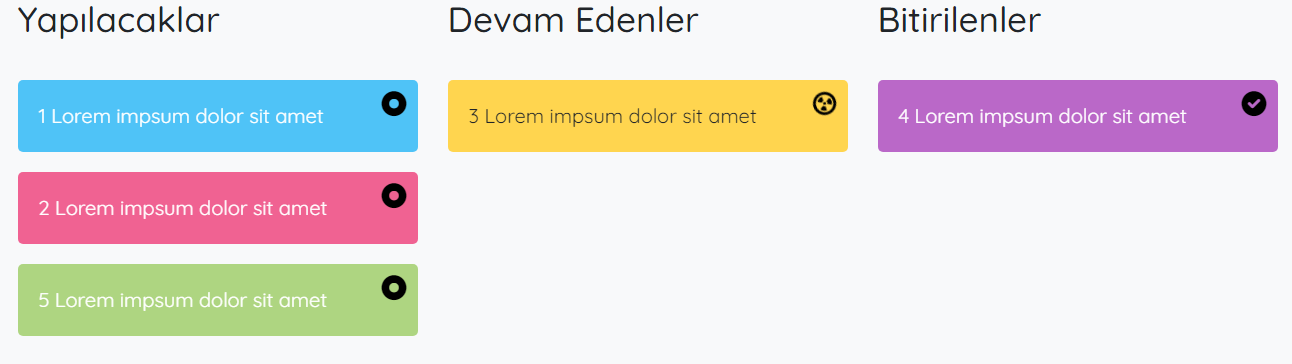 Yapılacaklar
1 Lorem impsum dolor sit amet
2 Lorem impsum dolor sit amet
5 Lorem impsum dolor sit amet
Devam Edenler
3 Lorem impsum dolor sit amet
Bitirilenler
4 Lorem impsum dolor sit amet